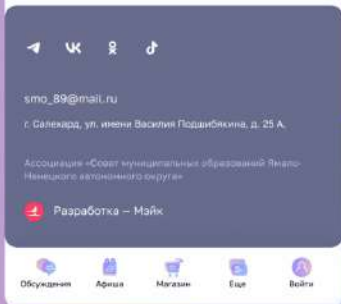 smo_89@mail.ru
г. Салехард, ул. имени Василия Подшибякина, д. 25 А,
Ассоциация «Совет муниципальных образований Ямало-
Ненецкого автономного округа»
Разработка — Мэйк
Обсуждения Афиша Магазин Еще Войти